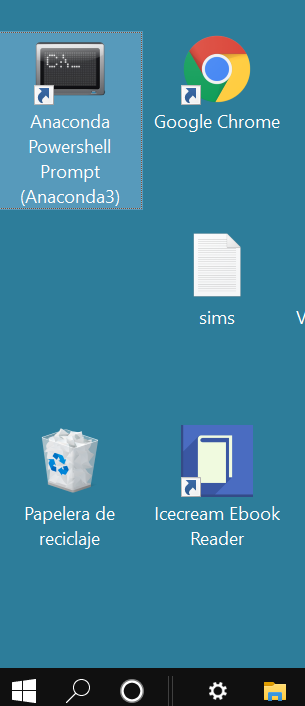 Anaconda
Powershell
Prompt
(Anaconda3)
Google Chrome
sims
Papelera de
reciclaje
Icecream Ebook
Reader